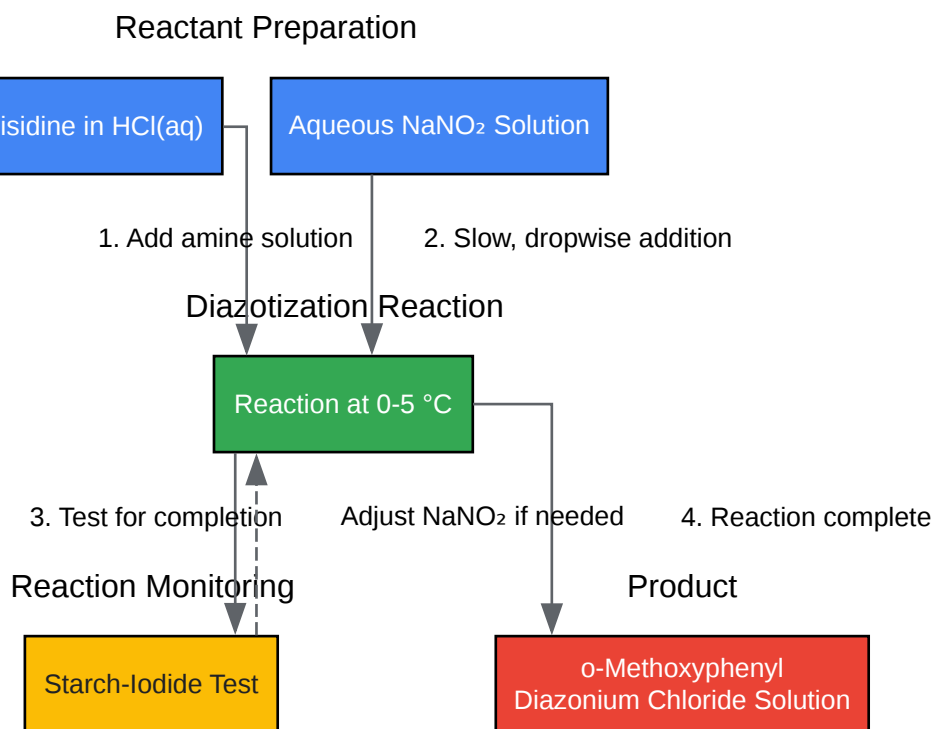 Reactant Preparation
isidine in HCl(aq)
Aqueous NaNO₂ Solution
1. Add amine solution
2. Slow, dropwise addition
Diazotization Reaction
Reaction at 0-5 °C
3. Test for completion
Adjust NaNO₂ if needed
4. Reaction complete
Reaction Monitoring
Product
Starch-Iodide Test
o-Methoxyphenyl
Diazonium Chloride Solution